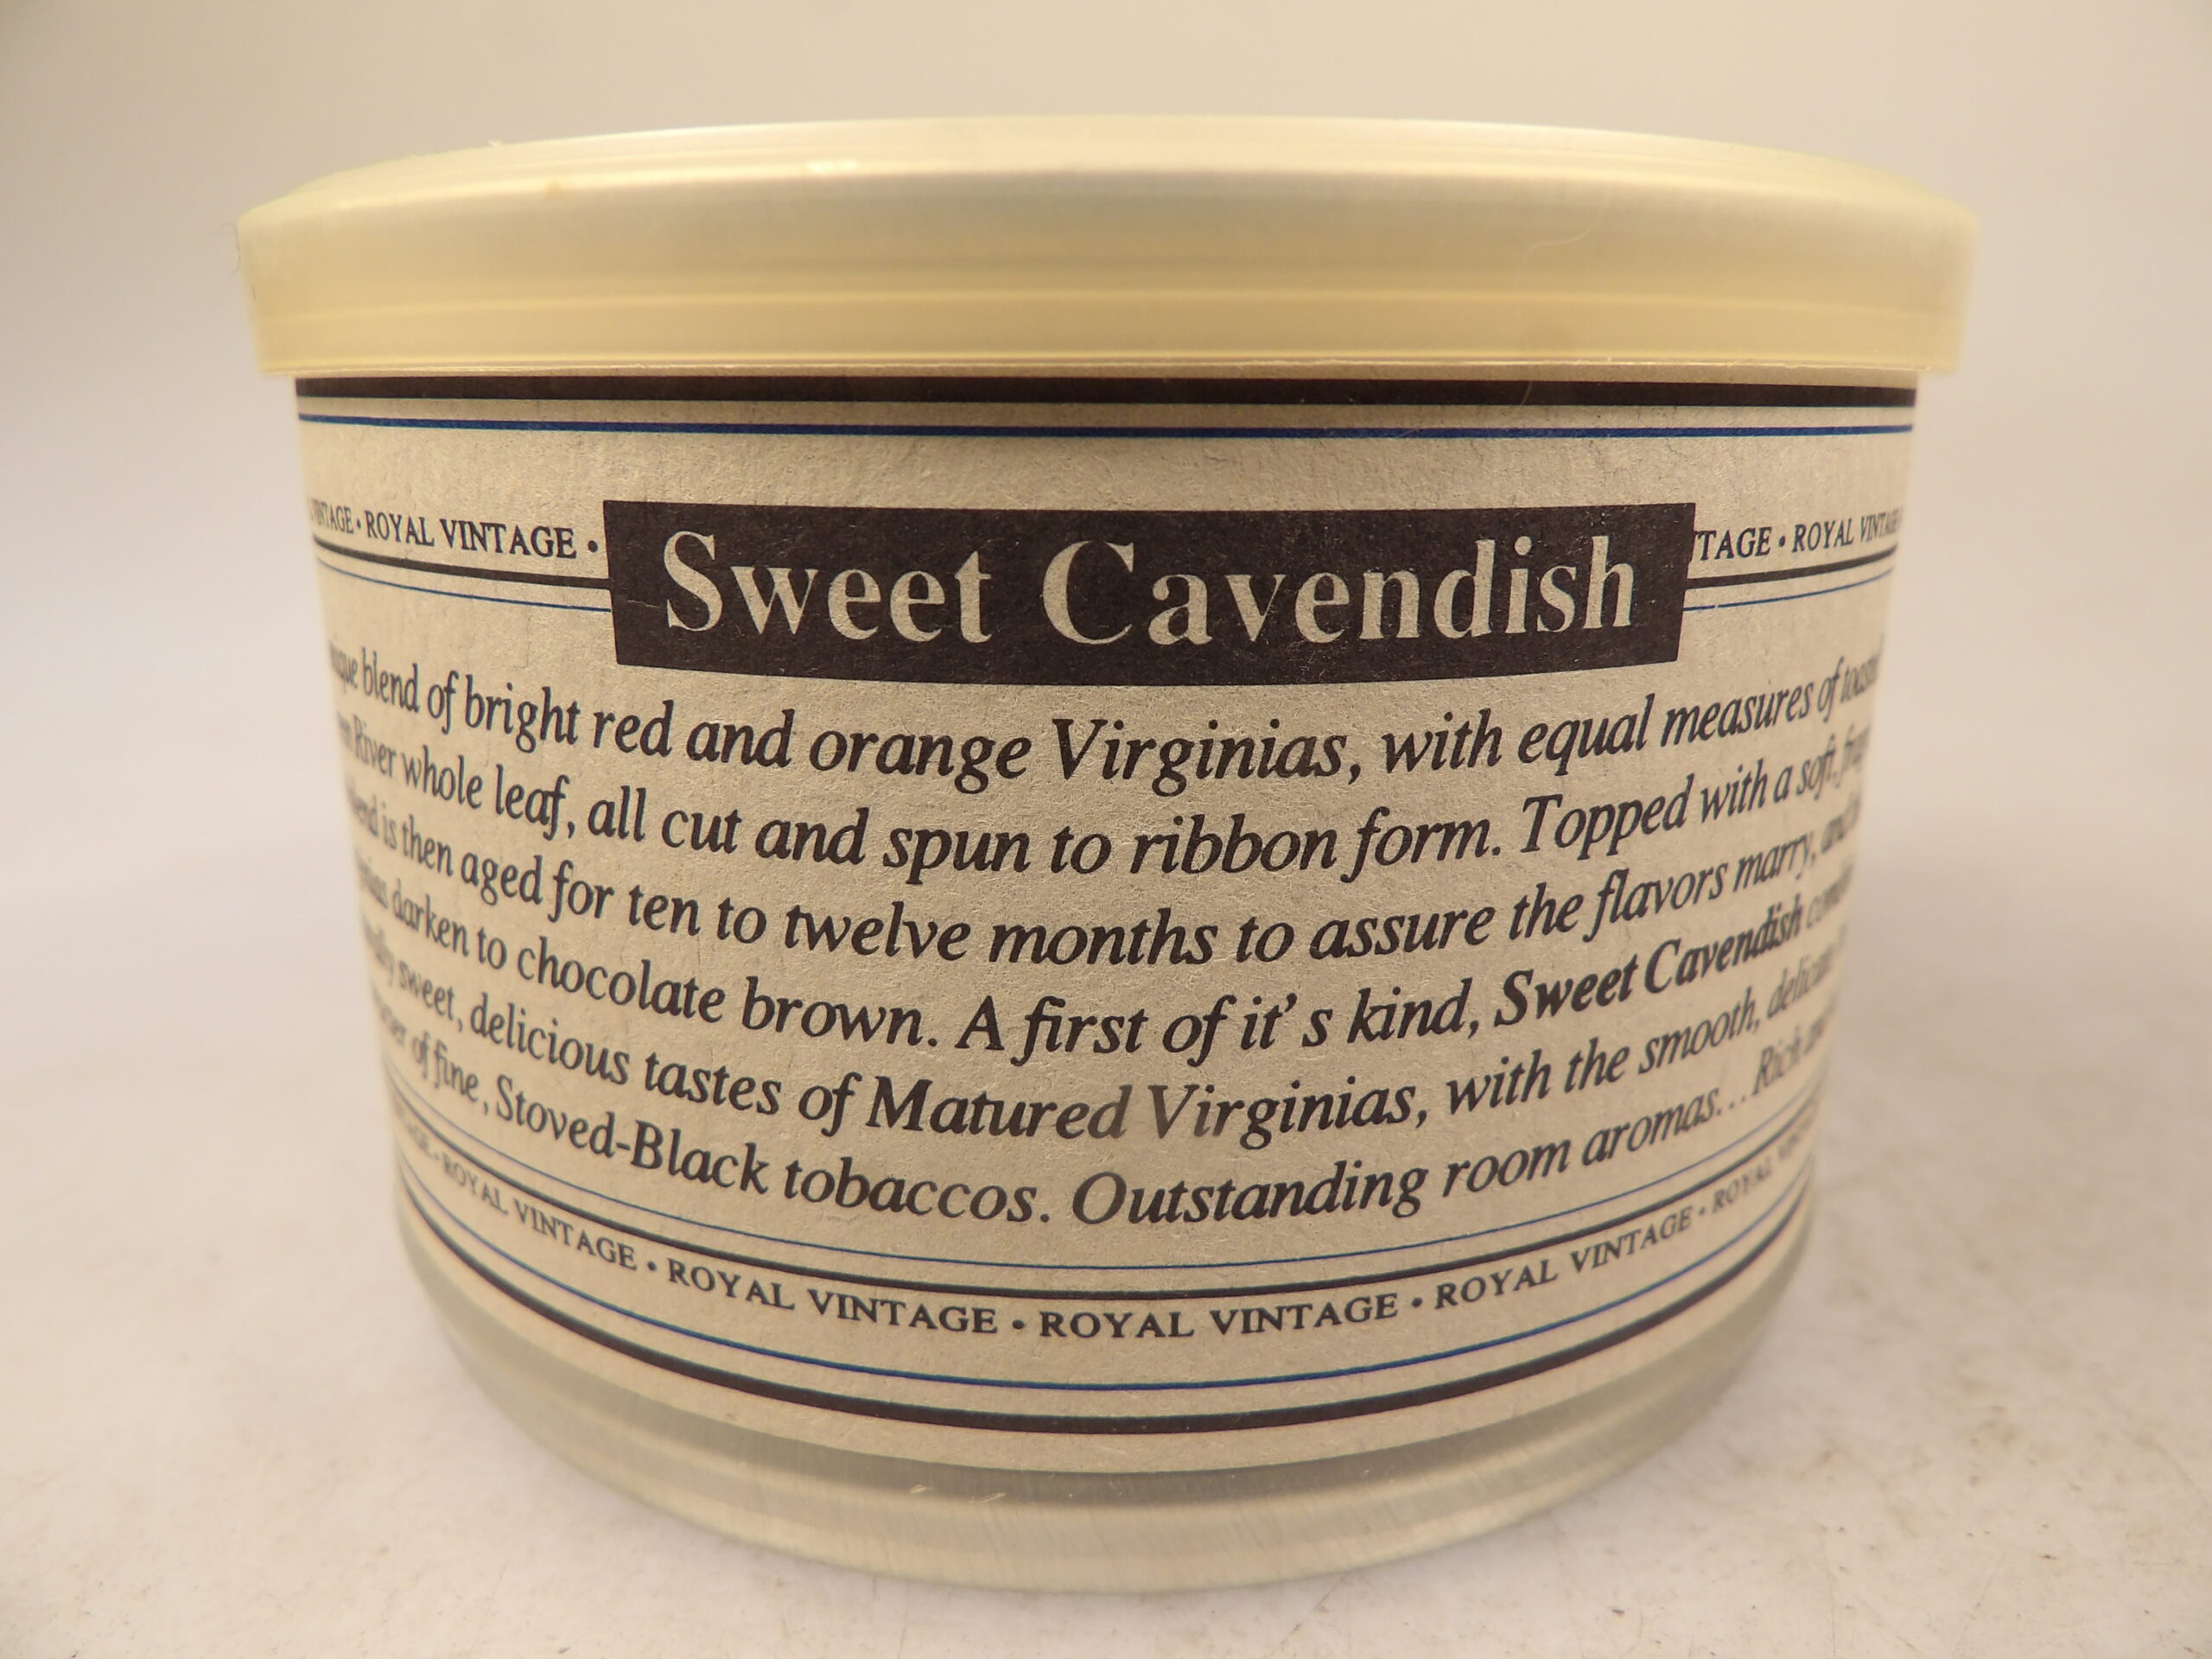 VINTAGE • ROYAL VINTAGE •
Sweet Cavendish
TAGE • ROYAL VINTAGE
blend of bright red and orange Virginias, with equal measures of
River whole leaf, all cut and spun to ribbon form. Topped with a soft,
is then aged for ten to twelve months to assure the flavors marry,
darken to chocolate brown. A first of it's kind, Sweet Cavendish
sweet, delicious tastes of Matured Virginias, with the smooth,
of fine, Stoved-Black tobaccos. Outstanding room aromas... Rich
• ROYAL VINTAGE • ROYAL VINTAGE • ROYAL VINTAGE • ROYAL VINTAGE • ROYAL